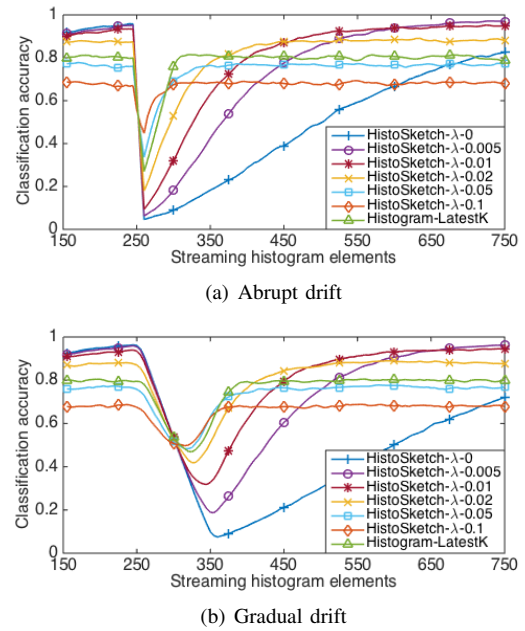 1
0.8
0.6
0.4
0.2
0
Classification accuracy
HistoSketch-λ-0
HistoSketch-λ-0.005
HistoSketch-λ-0.01
HistoSketch-λ-0.02
HistoSketch-λ-0.05
HistoSketch-λ-0.1
Histogram-LatestK
150 250 350 450 550 650 750
Streaming histogram elements
(a) Abrupt drift
1
0.8
0.6
0.4
0.2
0
Classification accuracy
HistoSketch-λ-0
HistoSketch-λ-0.005
HistoSketch-λ-0.01
HistoSketch-λ-0.02
HistoSketch-λ-0.05
HistoSketch-λ-0.1
Histogram-LatestK
150 250 350 450 550 650 750
Streaming histogram elements
(b) Gradual drift